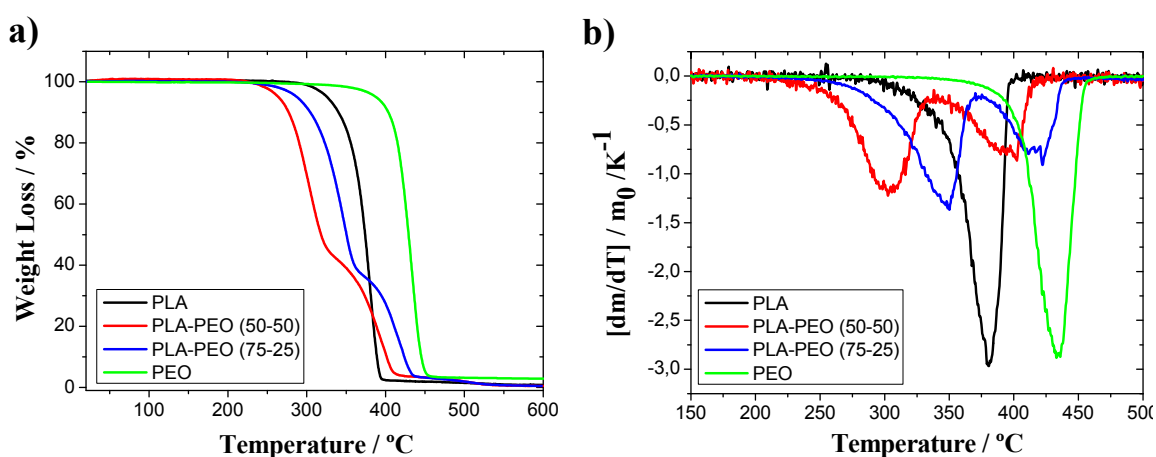 a)
100
80
60
40
20
0
Weight Loss / %
PLA
PLA-PEO (50-50)
PLA-PEO (75-25)
PEO
100
200
300
400
500
600
Temperature / ºC
b)
0,0
-0,5
-1,0
-1,5
-2,0
-2,5
-3,0
[dm/dT] / m0 /K-1
PLA
PLA-PEO (50-50)
PLA-PEO (75-25)
PEO
150
200
250
300
350
400
450
500
Temperature / ºC